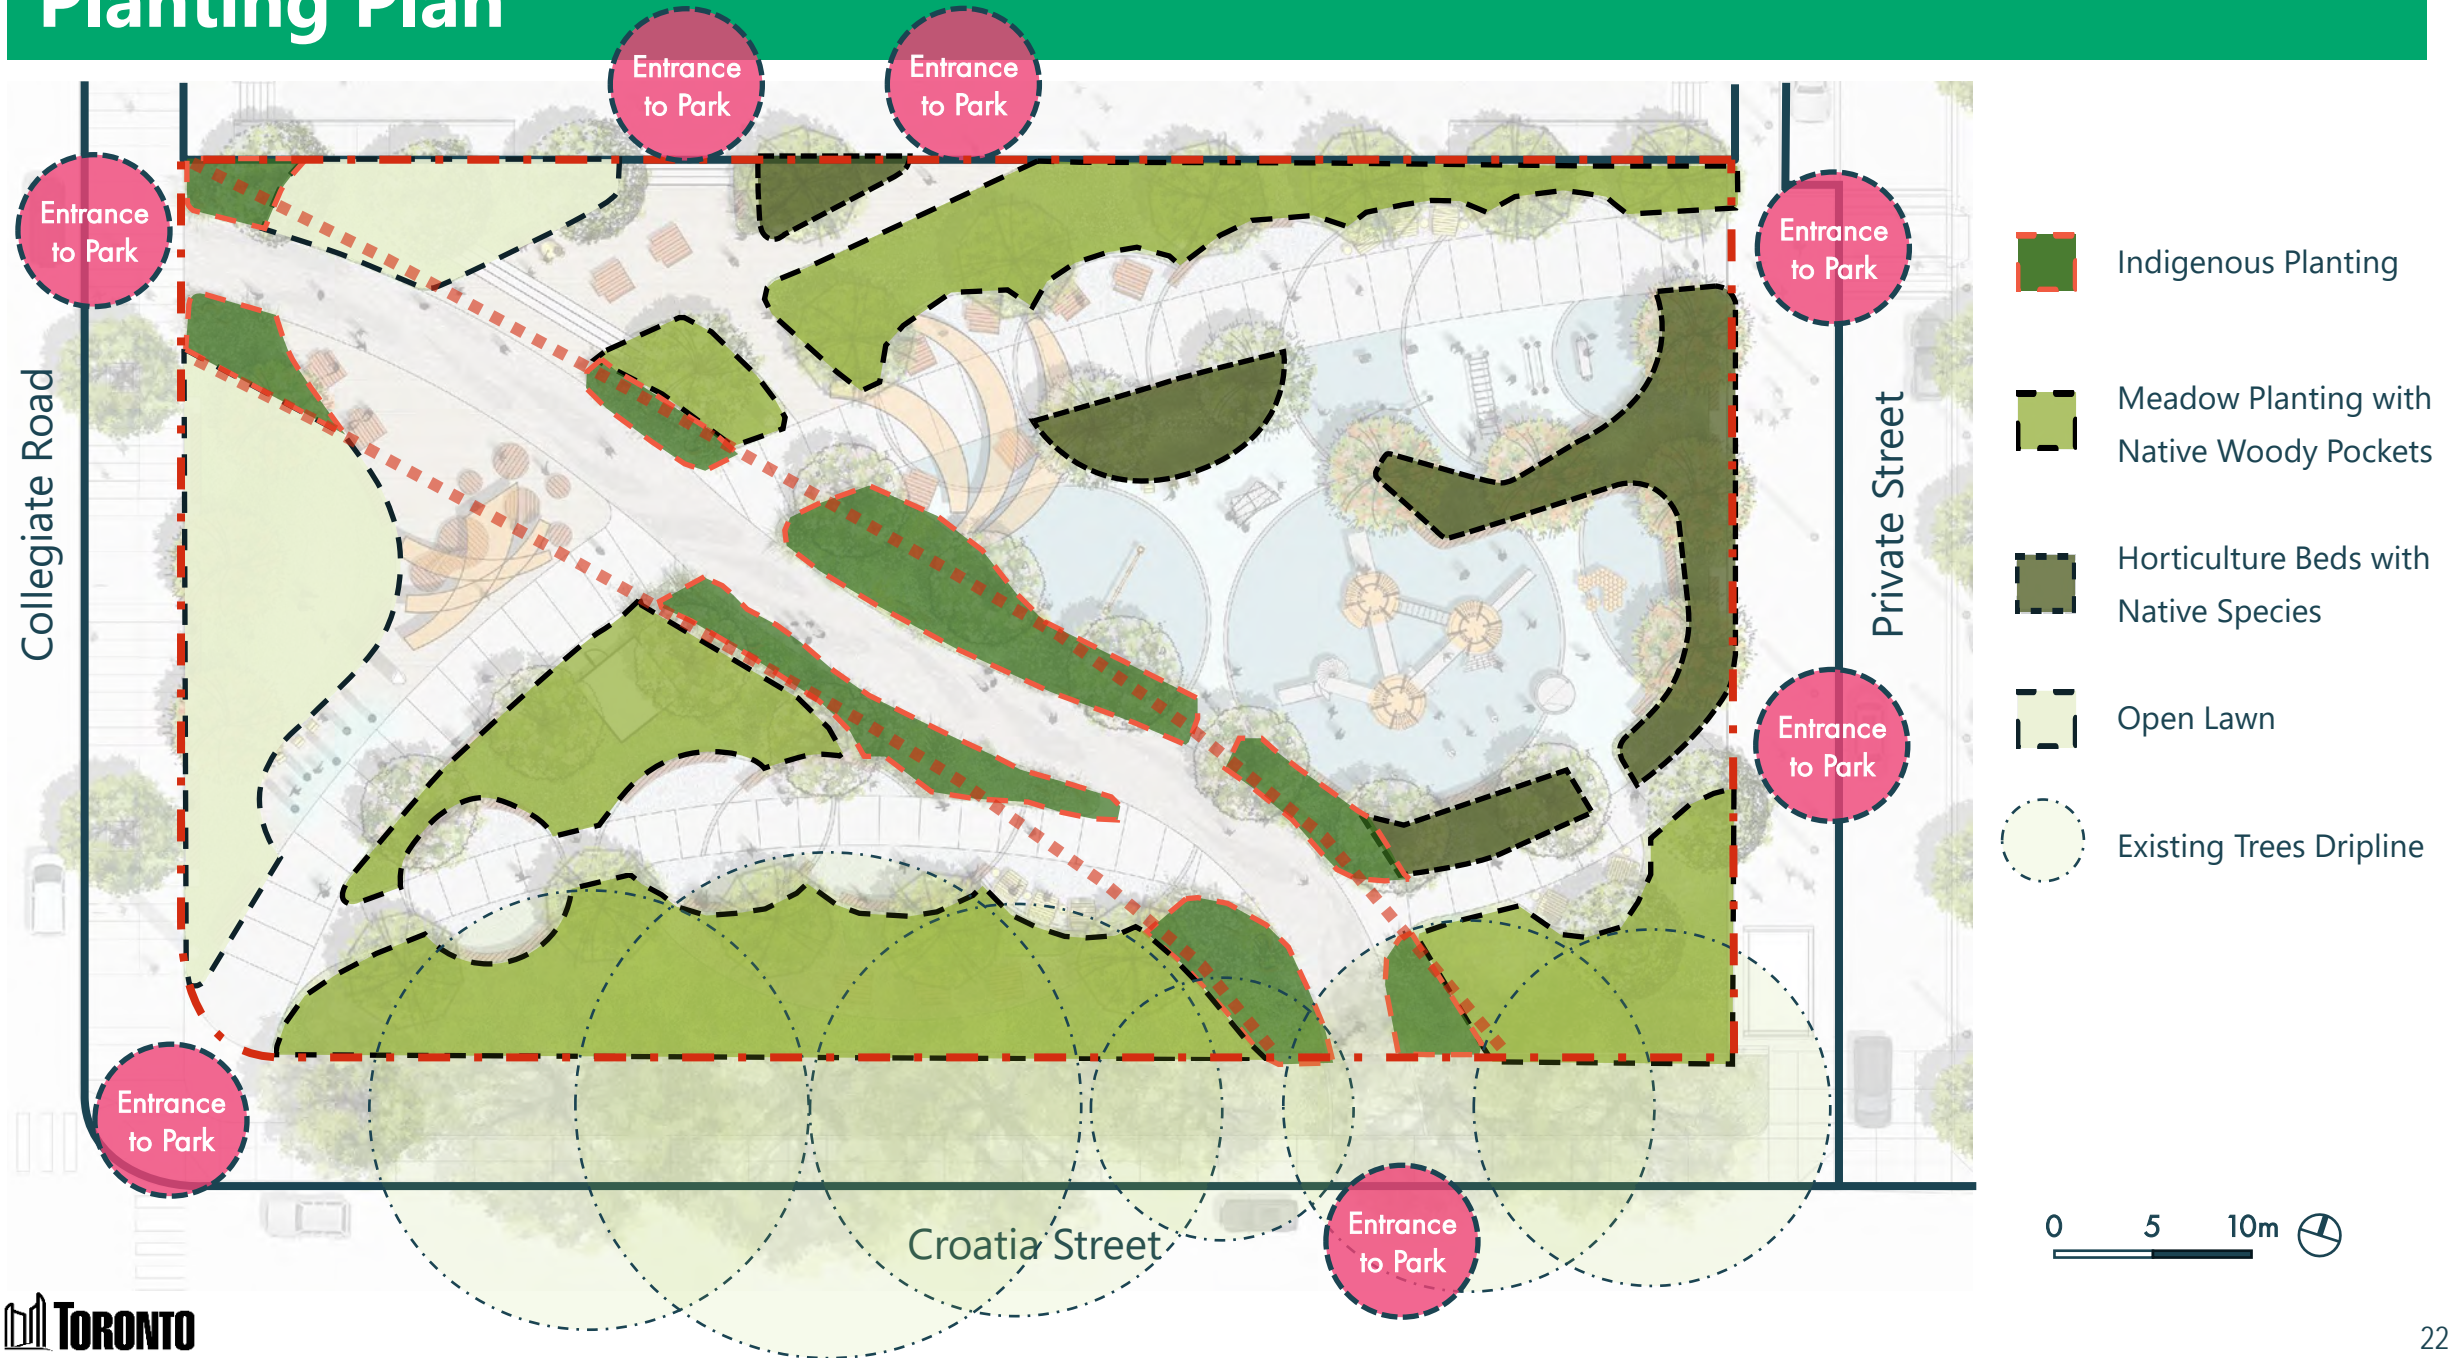 Planting Plan
Entrance
to Park
Entrance
to Park
Entrance
to Park
Entrance
to Park
Collegiate Road
Private Street
Entrance
to Park
Entrance
to Park
Entrance
to Park
Croatia Street
Indigenous Planting
Meadow Planting with
Native Woody Pockets
Horticulture Beds with
Native Species
Open Lawn
Existing Trees Dripline
0 5 10m
TORONTO
22